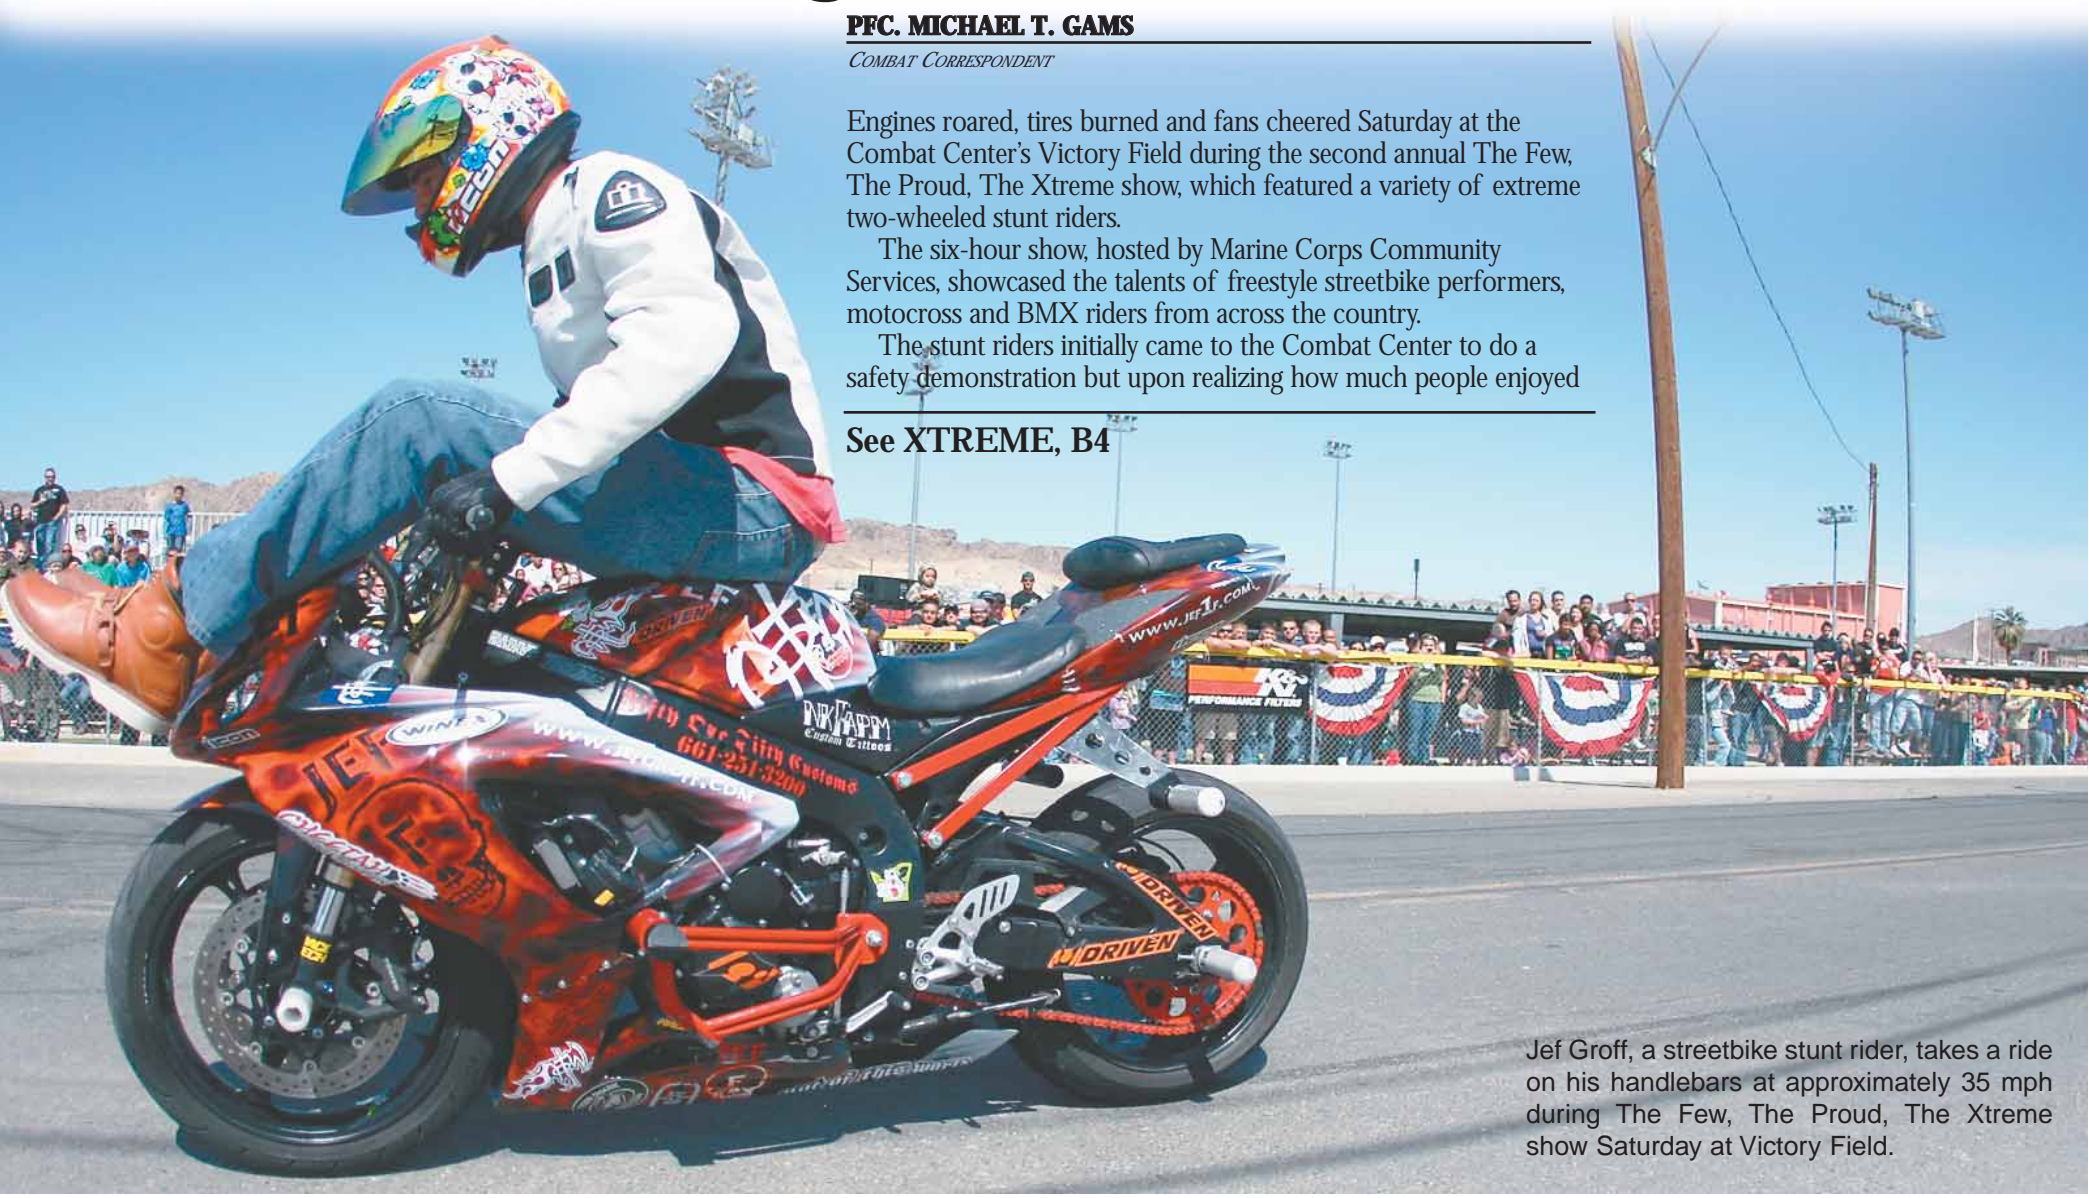 PFC. MICHAEL T. GAMS
COMBAT CORRESPONDENT
Engines roared, tires burned and fans cheered Saturday at the
Combat Center's Victory Field during the second annual The Few,
The Proud, The Xtreme show, which featured a variety of extreme
two-wheeled stunt riders.
The six-hour show, hosted by Marine Corps Community
Services, showcased the talents of freestyle streetbike performers,
motocross and BMX riders from across the country.
The stunt riders initially came to the Combat Center to do a
safety demonstration but upon realizing how much people enjoyed
See XTREME, B4
icon
DRIVEN
WWW.JEF1F.COM
K&N
PERFORMANCE FILTERS
Custom Tattoos
661-251-3200
Customs
icon
JEF
DRIVEN
DRIVEN
Jef Groff, a streetbike stunt rider, takes a ride
on his handlebars at approximately 35 mph
during The Few, The Proud, The Xtreme
show Saturday at Victory Field.